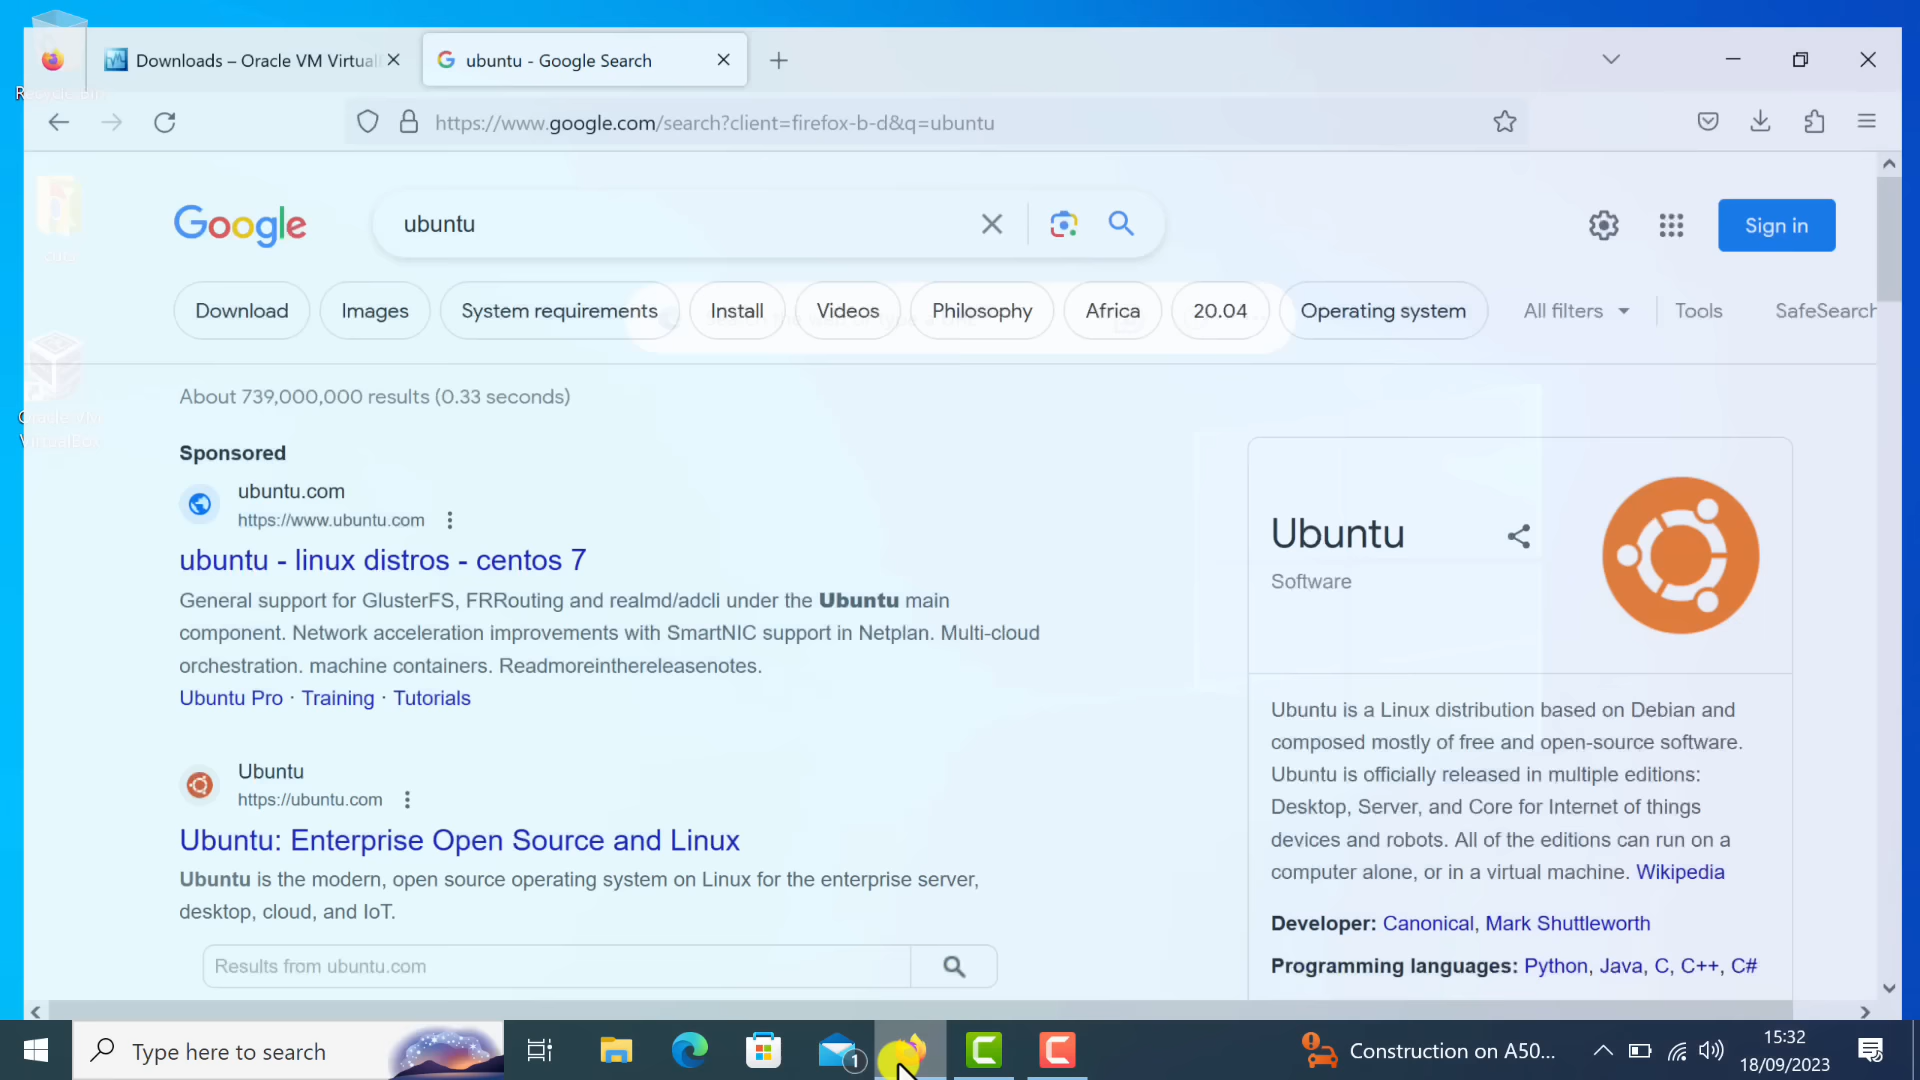 Downloads – Oracle VM Virtual
ubuntu - Google Search
https://www.google.com/search?client=firefox-b-d&q=ubuntu
Google
ubuntu
Sign in
Download
Images
System requirements
Install
Videos
Philosophy
Africa
20.04
Operating system
All filters
Tools
SafeSearch
About 739,000,000 results (0.33 seconds)
Sponsored
ubuntu.com
https://www.ubuntu.com
ubuntu - linux distros - centos 7
General support for GlusterFS, FRRouting and realmd/adcli under the Ubuntu main
component. Network acceleration improvements with SmartNIC support in Netplan. Multi-cloud
orchestration. machine containers. Readmoreinthereleasenotes.
Ubuntu Pro · Training · Tutorials
Ubuntu
https://ubuntu.com
Ubuntu: Enterprise Open Source and Linux
Ubuntu is the modern, open source operating system on Linux for the enterprise server,
desktop, cloud, and IoT.
Results from ubuntu.com
Ubuntu
Software
Ubuntu is a Linux distribution based on Debian and
composed mostly of free and open-source software.
Ubuntu is officially released in multiple editions:
Desktop, Server, and Core for Internet of things
devices and robots. All of the editions can run on a
computer alone, or in a virtual machine. Wikipedia
Developer: Canonical, Mark Shuttleworth
Programming languages: Python, Java, C, C++, C#
Recycle Bin
Oracle VM
VirtualBox
Type here to search
1
Construction on A50...
15:32
18/09/2023